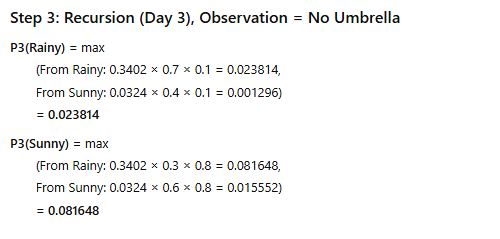 Step 3: Recursion (Day 3), Observation = No Umbrella
P3(Rainy) = max
(From Rainy: 0.3402 × 0.7 × 0.1 = 0.023814,
From Sunny: 0.0324 × 0.4 × 0.1 = 0.001296)
= 0.023814
P3(Sunny) = max
(From Rainy: 0.3402 × 0.3 × 0.8 = 0.081648,
From Sunny: 0.0324 × 0.6 × 0.8 = 0.015552)
= 0.081648